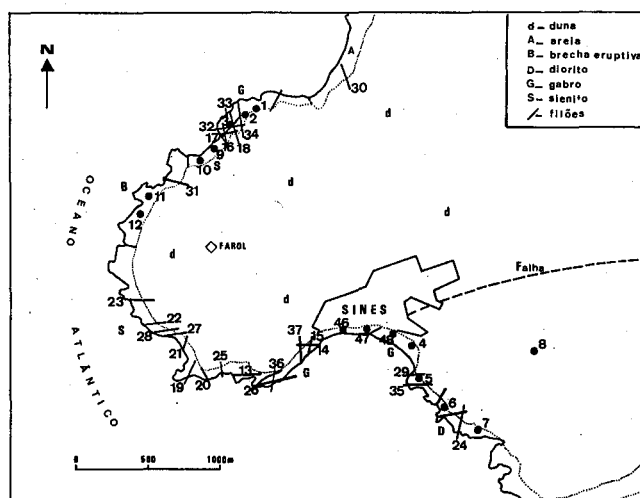 N
d – duna
A – areia
B – brecha eruptiva
D – diorito
G – gabro
S – sienito
/ – filões
A
30
G
33
1
2
d
32
34
17
16
18
9
10
S
31
B
11
12
d
d
d
OCEANO
ATLÂNTICO
FAROL
d
d
Falha
SINES
23
22
28
27
S
21
19
20
25
13
26
36
G
37
15
14
46
47
48
4
G
8
29
5
35
6
D
24
7
0
500
1000m